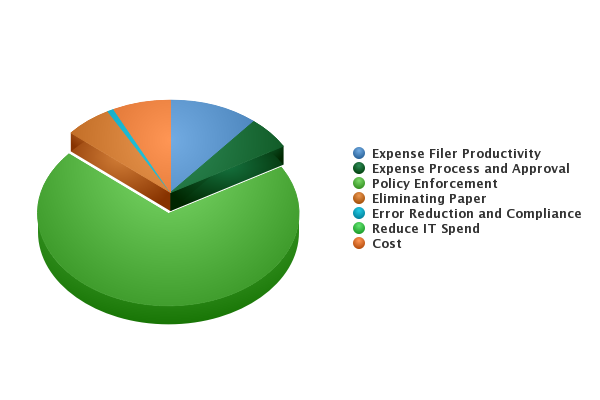 Expense Filer Productivity
Expense Process and Approval
Policy Enforcement
Eliminating Paper
Error Reduction and Compliance
Reduce IT Spend
Cost